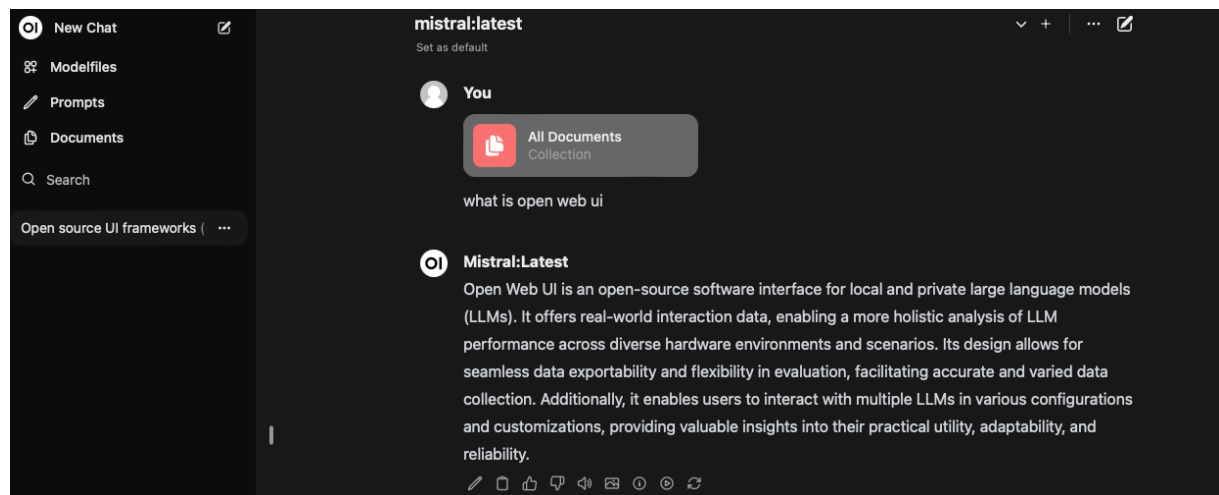 OI New Chat
Modelfiles
Prompts
Documents
Search
Open source UI frameworks (
mistral:latest
Set as default
You
All Documents
Collection
what is open web ui
OI Mistral:Latest
Open Web UI is an open-source software interface for local and private large language models
(LLMs). It offers real-world interaction data, enabling a more holistic analysis of LLM
performance across diverse hardware environments and scenarios. Its design allows for
seamless data exportability and flexibility in evaluation, facilitating accurate and varied data
collection. Additionally, it enables users to interact with multiple LLMs in various configurations
and customizations, providing valuable insights into their practical utility, adaptability, and
reliability.